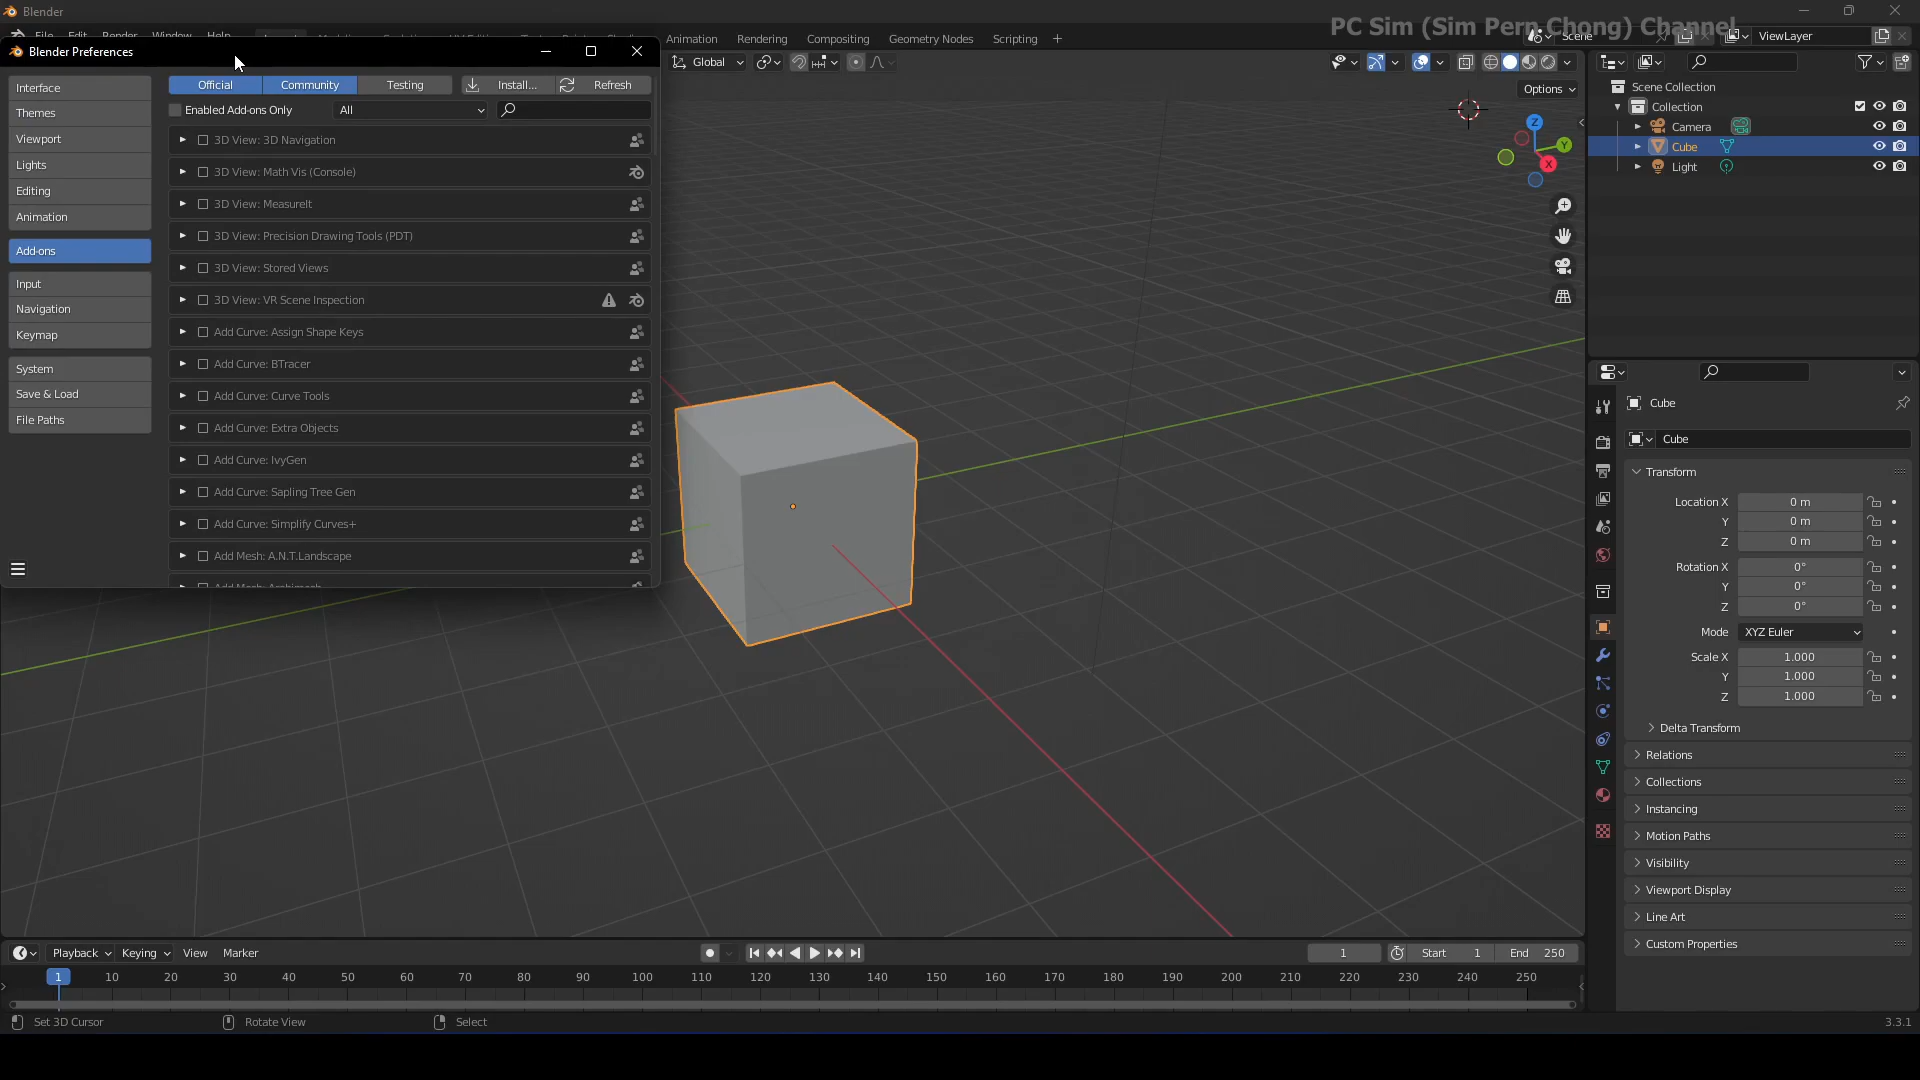 Blender
PC Sim (Sim Pern Chong) Channel
File Edit Render Window Help
Animation Rendering Compositing Geometry Nodes Scripting +
Scene
ViewLayer
Blender Preferences
Global
Options
Interface
Themes
Viewport
Lights
Editing
Animation
Add-ons
Input
Navigation
Keymap
System
Save & Load
File Paths
Official Community Testing Install... Refresh
Enabled Add-ons Only All
3D View: 3D Navigation
3D View: Math Vis (Console)
3D View: MeasureIt
3D View: Precision Drawing Tools (PDT)
3D View: Stored Views
3D View: VR Scene Inspection
Add Curve: Assign Shape Keys
Add Curve: BTracer
Add Curve: Curve Tools
Add Curve: Extra Objects
Add Curve: IvyGen
Add Curve: Sapling Tree Gen
Add Curve: Simplify Curves+
Add Mesh: A.N.T.Landscape
Add Mesh: Archimesh
Z
Y
X
Scene Collection
Collection
Camera
Cube
Light
Cube
Cube
Transform
Location X 0 m
Y 0 m
Z 0 m
Rotation X 0°
Y 0°
Z 0°
Mode XYZ Euler
Scale X 1.000
Y 1.000
Z 1.000
Delta Transform
Relations
Collections
Instancing
Motion Paths
Visibility
Viewport Display
Line Art
Custom Properties
Playback Keying View Marker
1 Start 1 End 250
1 10 20 30 40 50 60 70 80 90 100 110 120 130 140 150 160 170 180 190 200 210 220 230 240 250
Set 3D Cursor Rotate View Select
3.3.1